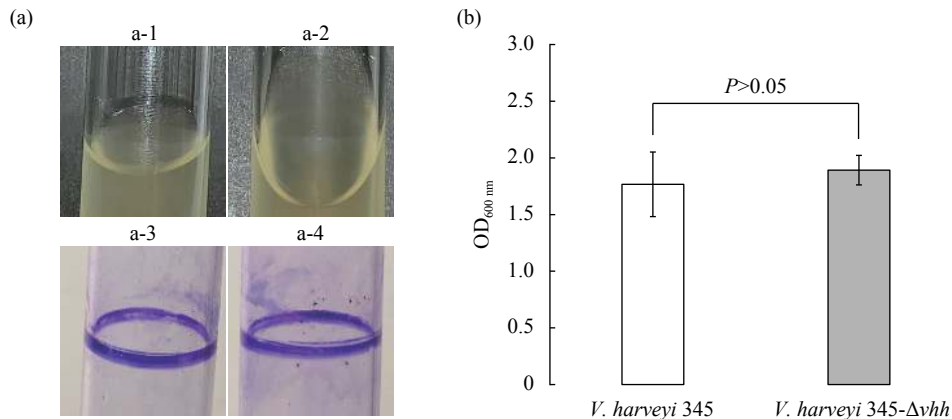 (a)
a-1
a-2
a-3
a-4
(b)
3.0
2.5
2.0
1.5
1.0
0.5
0
OD600 nm
P>0.05
V. harveyi 345
V. harveyi 345-Δvhh